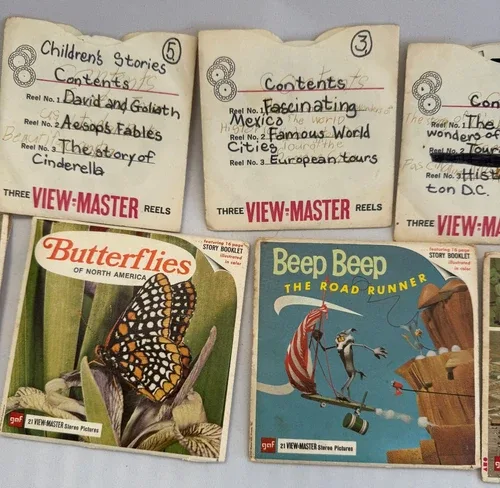 Children's Stories
5
Contents
Reel No. 1 David and Goliath
Reel No. 2 Aesops Fables
Reel No. 3 The story of
Cinderella
THREE VIEW-MASTER REELS
3
Contents
Reel No. 1 Fascinating
Mexico
Reel No. 2 Famous World
Cities
Reel No. 3 European tours
THREE VIEW-MASTER REELS
Con
Reel No. 1 The
wonders o
Reel No. 2 Tour
Reel No. 3 Hist
ton D.C.
THREE VIEW-MA
Butterflies
OF NORTH AMERICA
featuring 16 page
STORY BOOKLET
illustrated
in color
gaf
21 VIEW-MASTER Stereo Pictures
Beep Beep
THE ROAD RUNNER
featuring 16 page
STORY BOOKLET
illustrated
in color
gaf
21 VIEW-MASTER Stereo Pictures